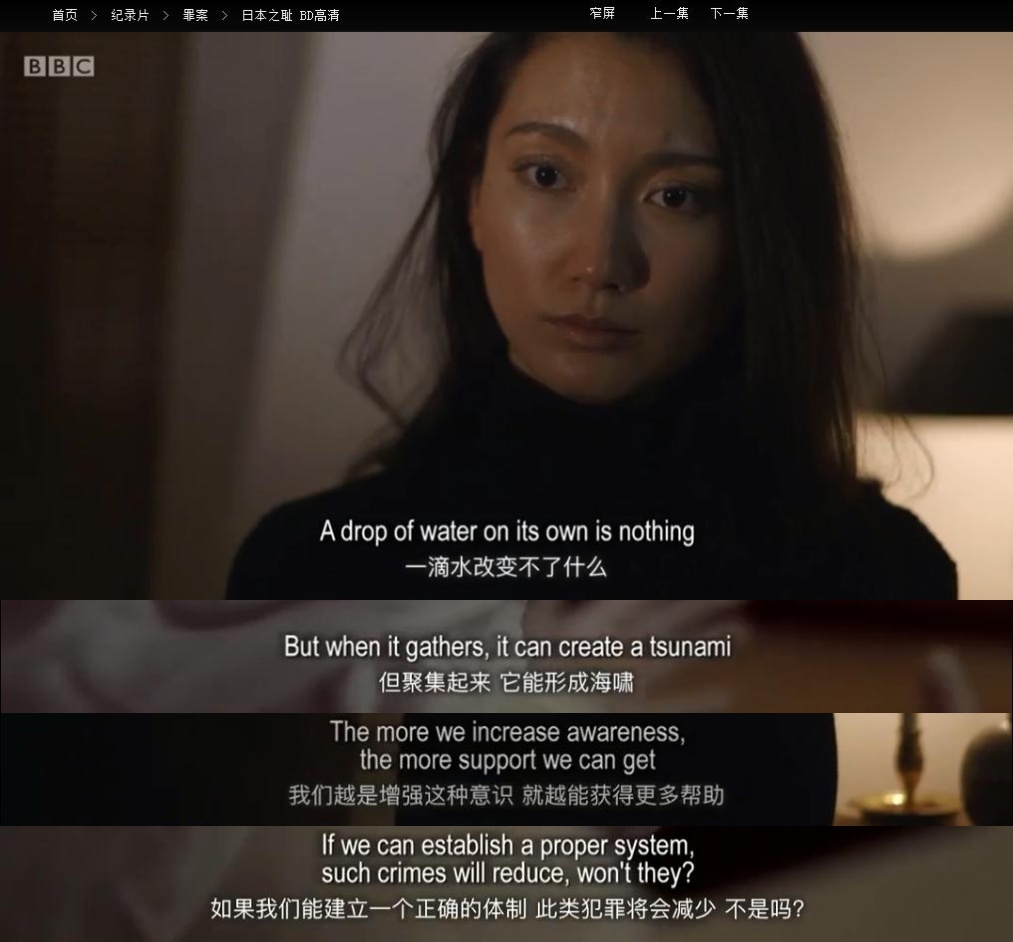 首页 > 纪录片 > 罪案 > 日本之耻 BD高清 窄屏 上一集 下一集
BBC
A drop of water on its own is nothing
一滴水改变不了什么
But when it gathers, it can create a tsunami
但聚集起来 它能形成海啸
The more we increase awareness,
the more support we can get
我们越是增强这种意识 就越能获得更多帮助
If we can establish a proper system,
such crimes will reduce, won't they?
如果我们能建立一个正确的体制 此类犯罪将会减少 不是吗?